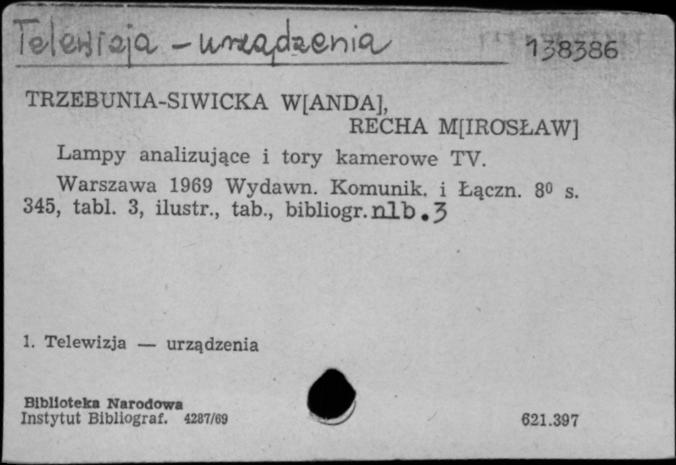 Telewizja - urządzenia 138386
TRZEBUNIA-SIWICKA W[ANDA],
RECHA M[IROSŁAW]
Lampy analizujące i tory kamerowe TV.
Warszawa 1969 Wydawn. Komunik. i Łączn. 8⁰ s.
345, tabl. 3, ilustr., tab., bibliogr. nlb. 3
1. Telewizja — urządzenia
Biblioteka Narodowa
Instytut Bibliograf. 4287/69 621.397